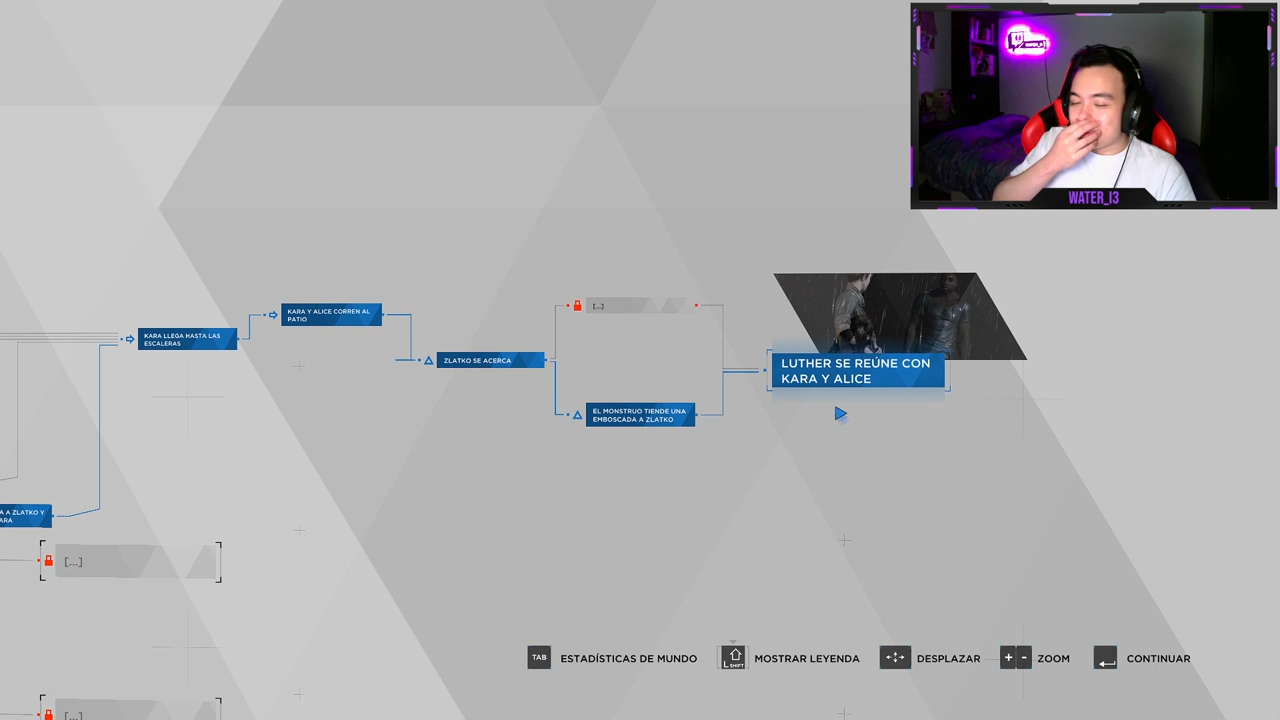 WATER_I3
KARA LLEGA HASTA LAS
ESCALERAS
KARA Y ALICE CORREN AL
PATIO
ZLATKO SE ACERCA
[...]
EL MONSTRUO TIENDE UNA
EMBOSCADA A ZLATKO
LUTHER SE REÚNE CON
KARA Y ALICE
A A ZLATKO Y
ARA
[...]
[...]
TAB ESTADÍSTICAS DE MUNDO
L SHIFT MOSTRAR LEYENDA
DESPLAZAR
+ - ZOOM
CONTINUAR